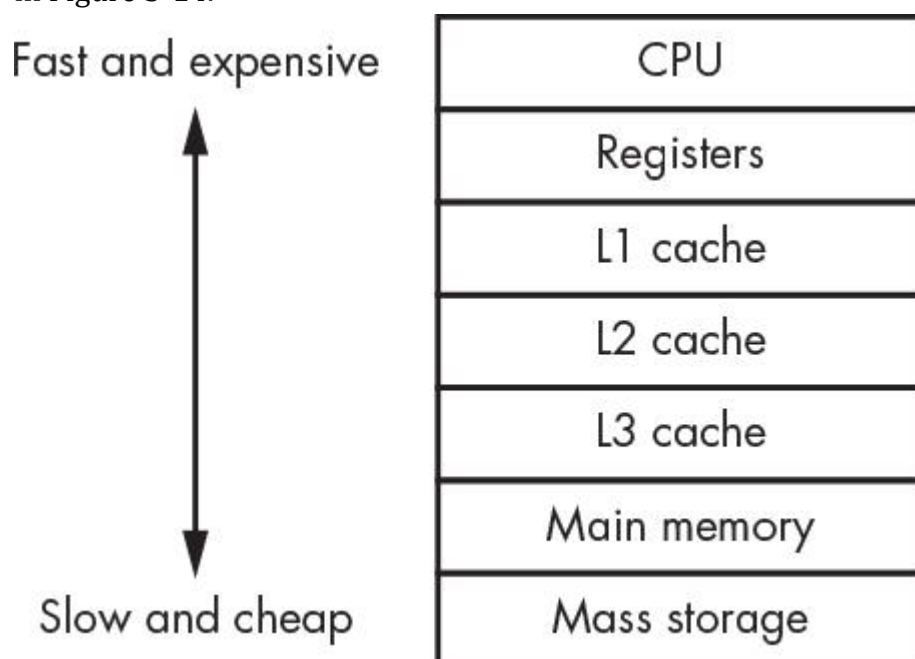 Fast and expensive
CPU
Registers
L1 cache
L2 cache
L3 cache
Main memory
Slow and cheap
Mass storage